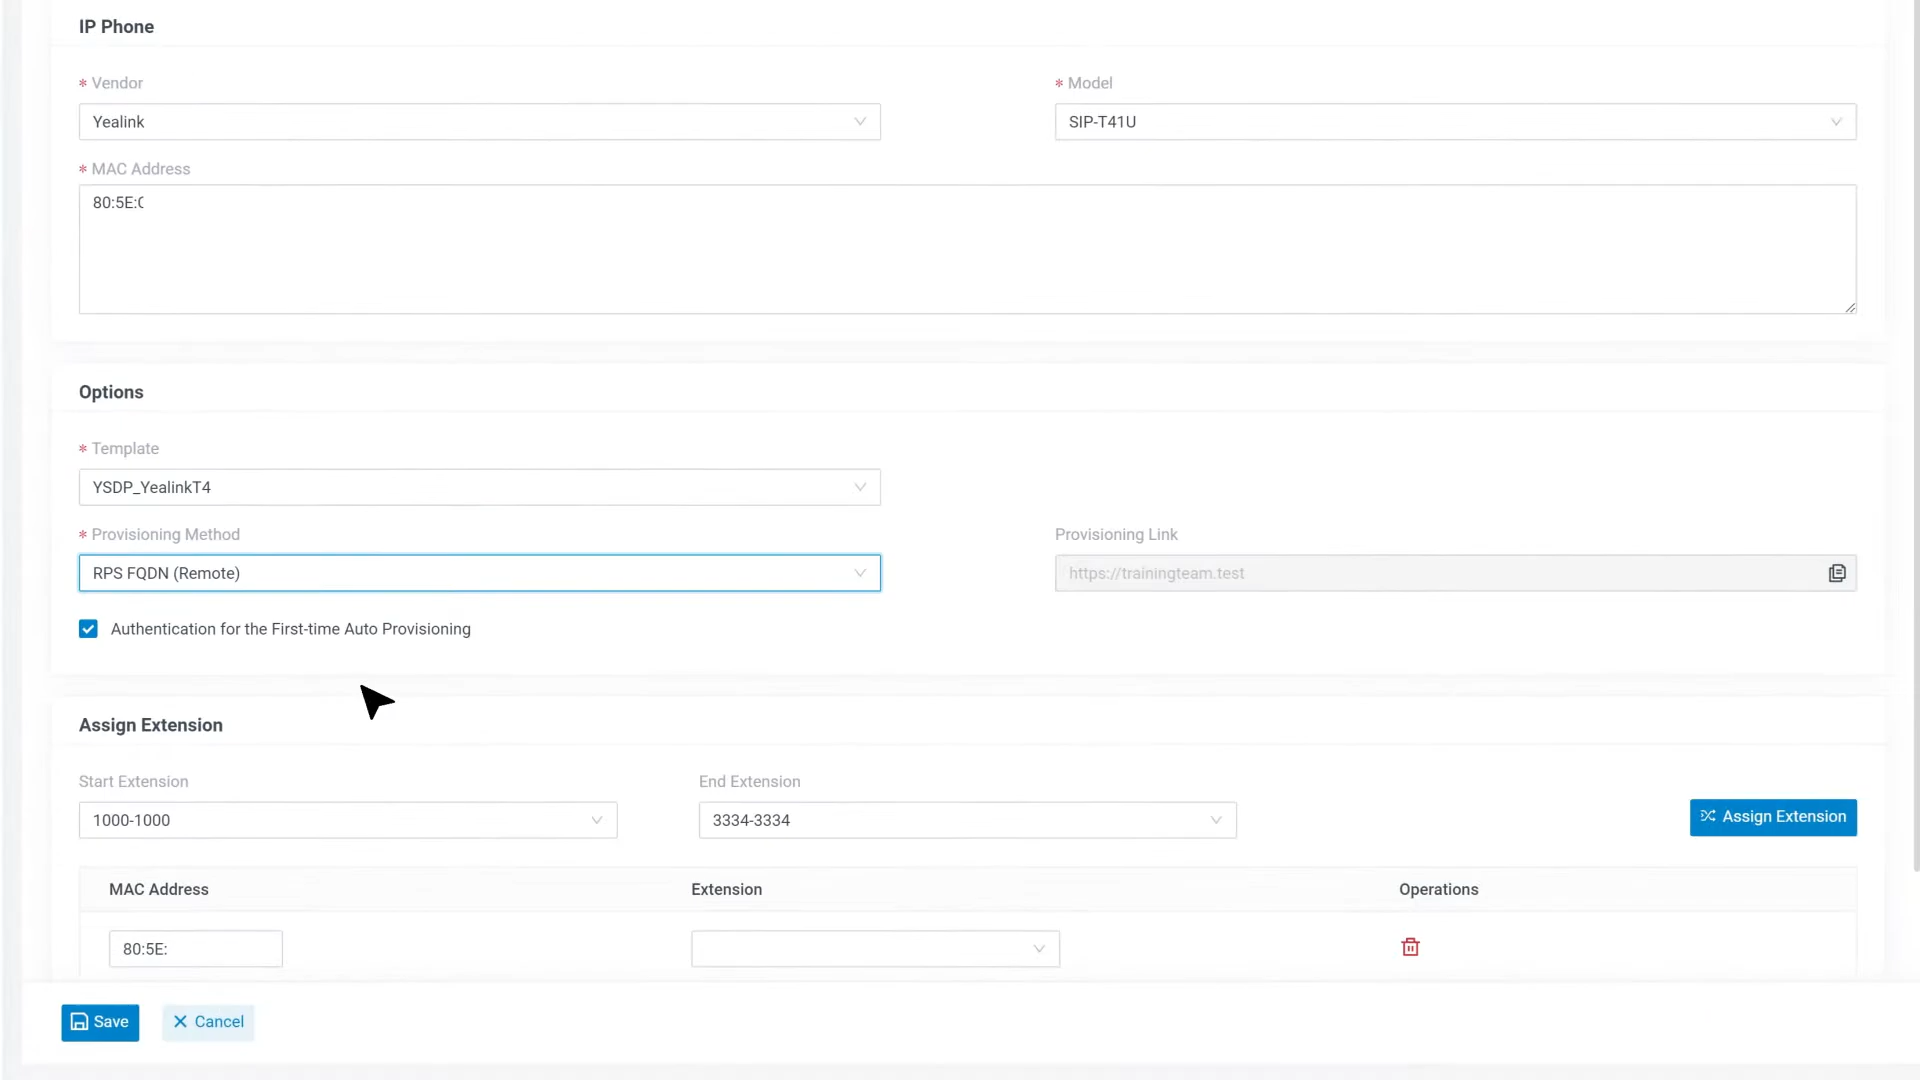 IP Phone
* Vendor
* Model
Yealink
SIP-T41U
* MAC Address
80:5E:
Options
* Template
YSDP_YealinkT4
* Provisioning Method
Provisioning Link
RPS FQDN (Remote)
https://trainingteam.test
Authentication for the First-time Auto Provisioning
Assign Extension
Start Extension
End Extension
1000-1000
3334-3334
Assign Extension
MAC Address
Extension
Operations
80:5E:
Save
Cancel